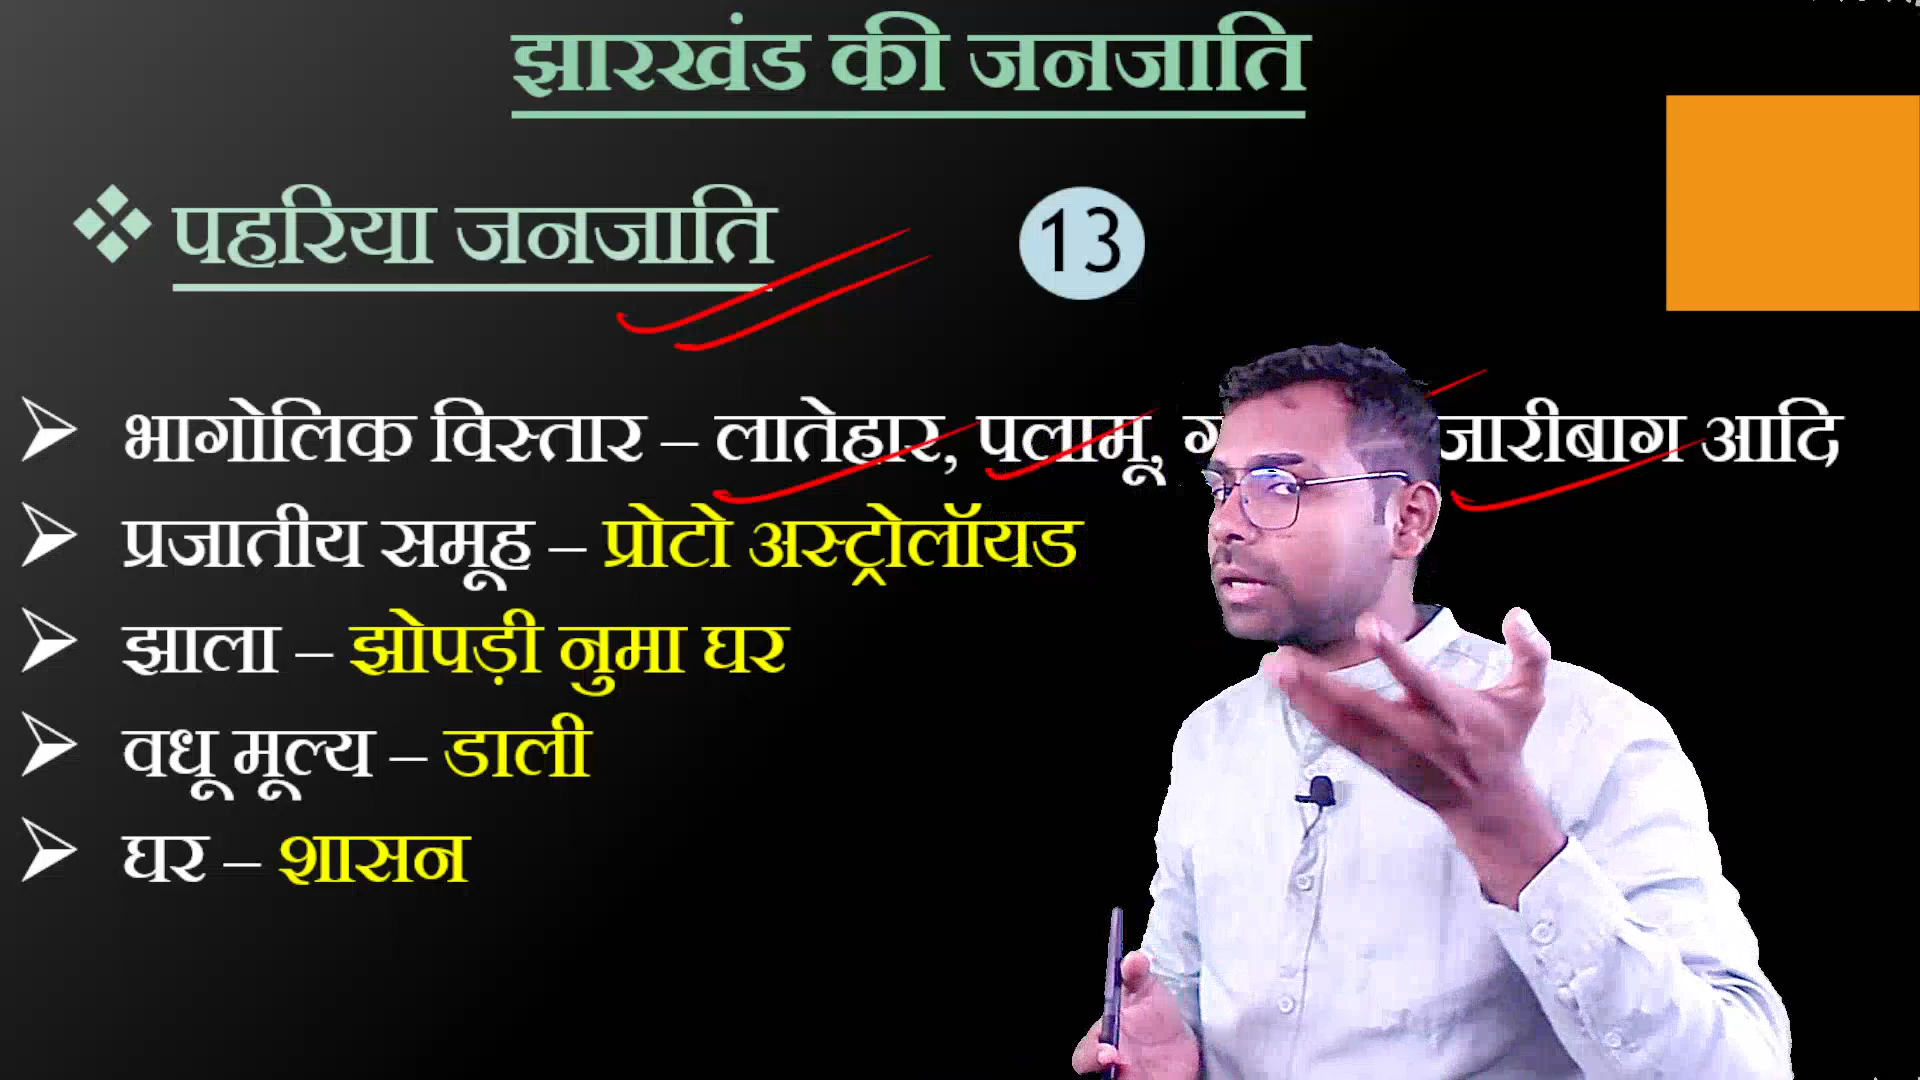 झारखंड की जनजाति
पहरिया जनजाति 13
भागोलिक विस्तार – लातेहार, पलामू, आदि
प्रजातीय समूह – प्रोटो अस्ट्रोलॉयड
झाला – झोपड़ी नुमा घर
वधू मूल्य – डाली
घर – शासन